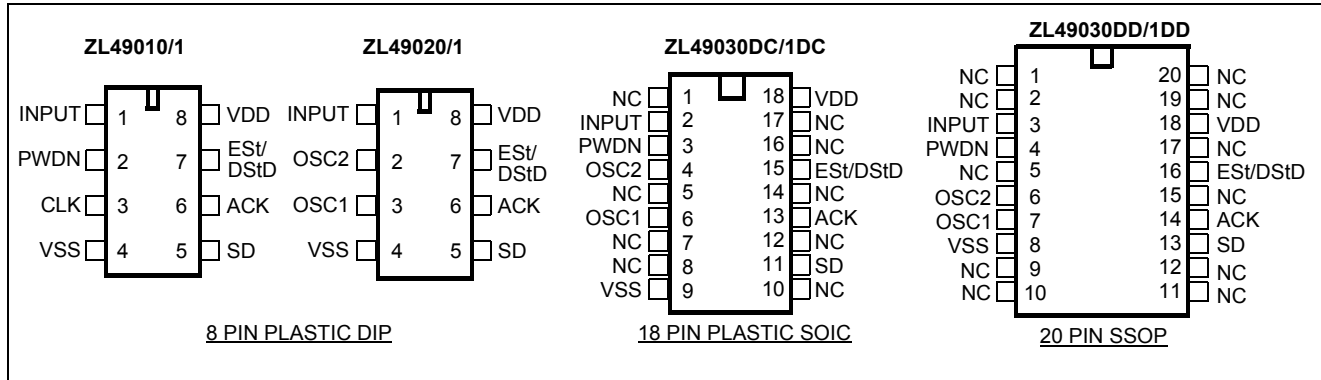 ZL49010/1
INPUT 1 8 VDD
PWDN 2 7 ESt/
DStD
CLK 3 6 ACK
VSS 4 5 SD
ZL49020/1
INPUT 1 8 VDD
OSC2 2 7 ESt/
DStD
OSC1 3 6 ACK
VSS 4 5 SD
8 PIN PLASTIC DIP
ZL49030DC/1DC
NC 1 18 VDD
INPUT 2 17 NC
PWDN 3 16 NC
OSC2 4 15 ESt/DStD
NC 5 14 NC
OSC1 6 13 ACK
NC 7 12 NC
NC 8 11 SD
VSS 9 10 NC
18 PIN PLASTIC SOIC
ZL49030DD/1DD
NC 1 20 NC
NC 2 19 NC
INPUT 3 18 VDD
PWDN 4 17 NC
NC 5 16 ESt/DStD
OSC2 6 15 NC
OSC1 7 14 ACK
VSS 8 13 SD
NC 9 12 NC
NC 10 11 NC
20 PIN SSOP